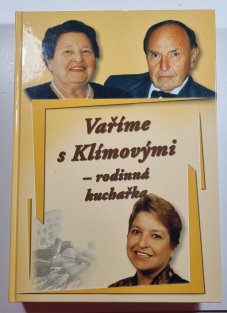 Vaříme
s Klímovými
– rodinná
kuchařka